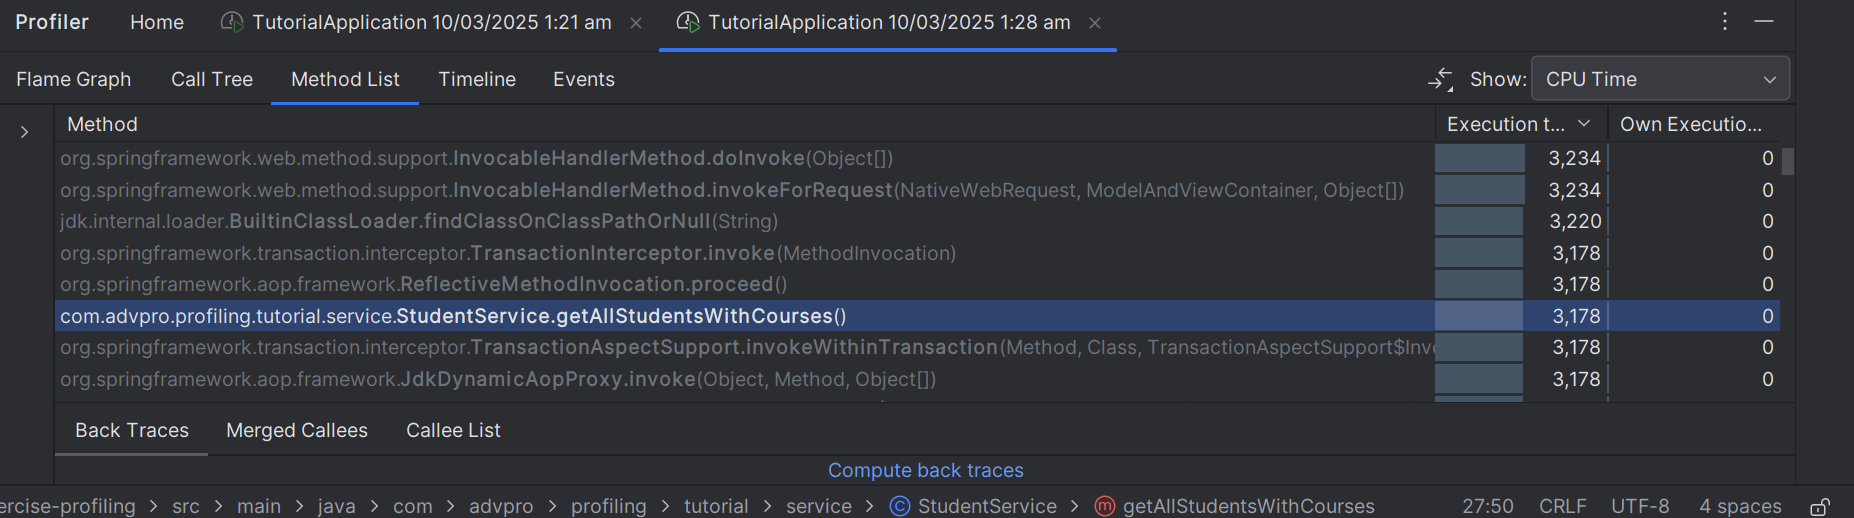 Profiler Home TutorialApplication 10/03/2025 1:21 am TutorialApplication 10/03/2025 1:28 am
Flame Graph Call Tree Method List Timeline Events Show: CPU Time
Method Execution t... Own Executio...
org.springframework.web.method.support.InvocableHandlerMethod.doInvoke(Object[]) 3,234 0
org.springframework.web.method.support.InvocableHandlerMethod.invokeForRequest(NativeWebRequest, ModelAndViewContainer, Object[]) 3,234 0
jdk.internal.loader.BuiltinClassLoader.findClassOnClassPathOrNull(String) 3,220 0
org.springframework.transaction.interceptor.TransactionInterceptor.invoke(MethodInvocation) 3,178 0
org.springframework.aop.framework.ReflectiveMethodInvocation.proceed() 3,178 0
com.advpro.profiling.tutorial.service.StudentService.getAllStudentsWithCourses() 3,178 0
org.springframework.transaction.interceptor.TransactionAspectSupport.invokeWithinTransaction(Method, Class, TransactionAspectSupport$Invo 3,178 0
org.springframework.aop.framework.JdkDynamicAopProxy.invoke(Object, Method, Object[]) 3,178 0
Back Traces Merged Callees Callee List
Compute back traces
ercise-profiling > src > main > java > com > advpro > profiling > tutorial > service > StudentService > getAllStudentsWithCourses 27:50 CRLF UTF-8 4 spaces